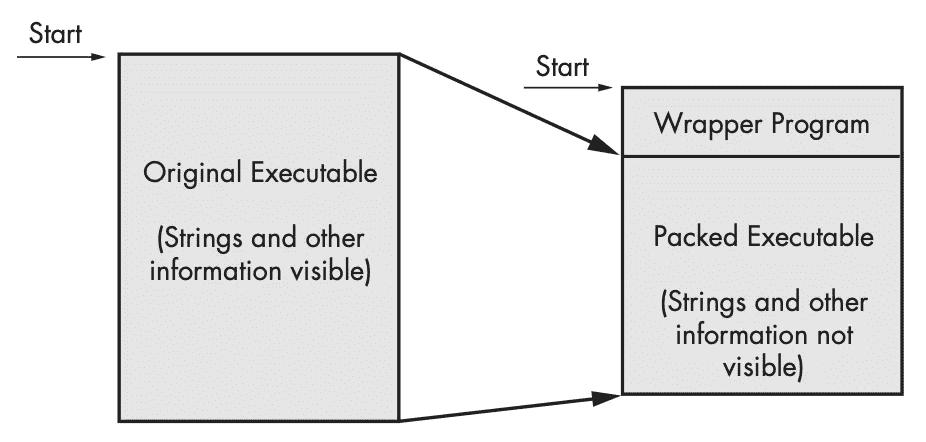 Start
Original Executable
(Strings and other
information visible)
Start
Wrapper Program
Packed Executable
(Strings and other
information not
visible)